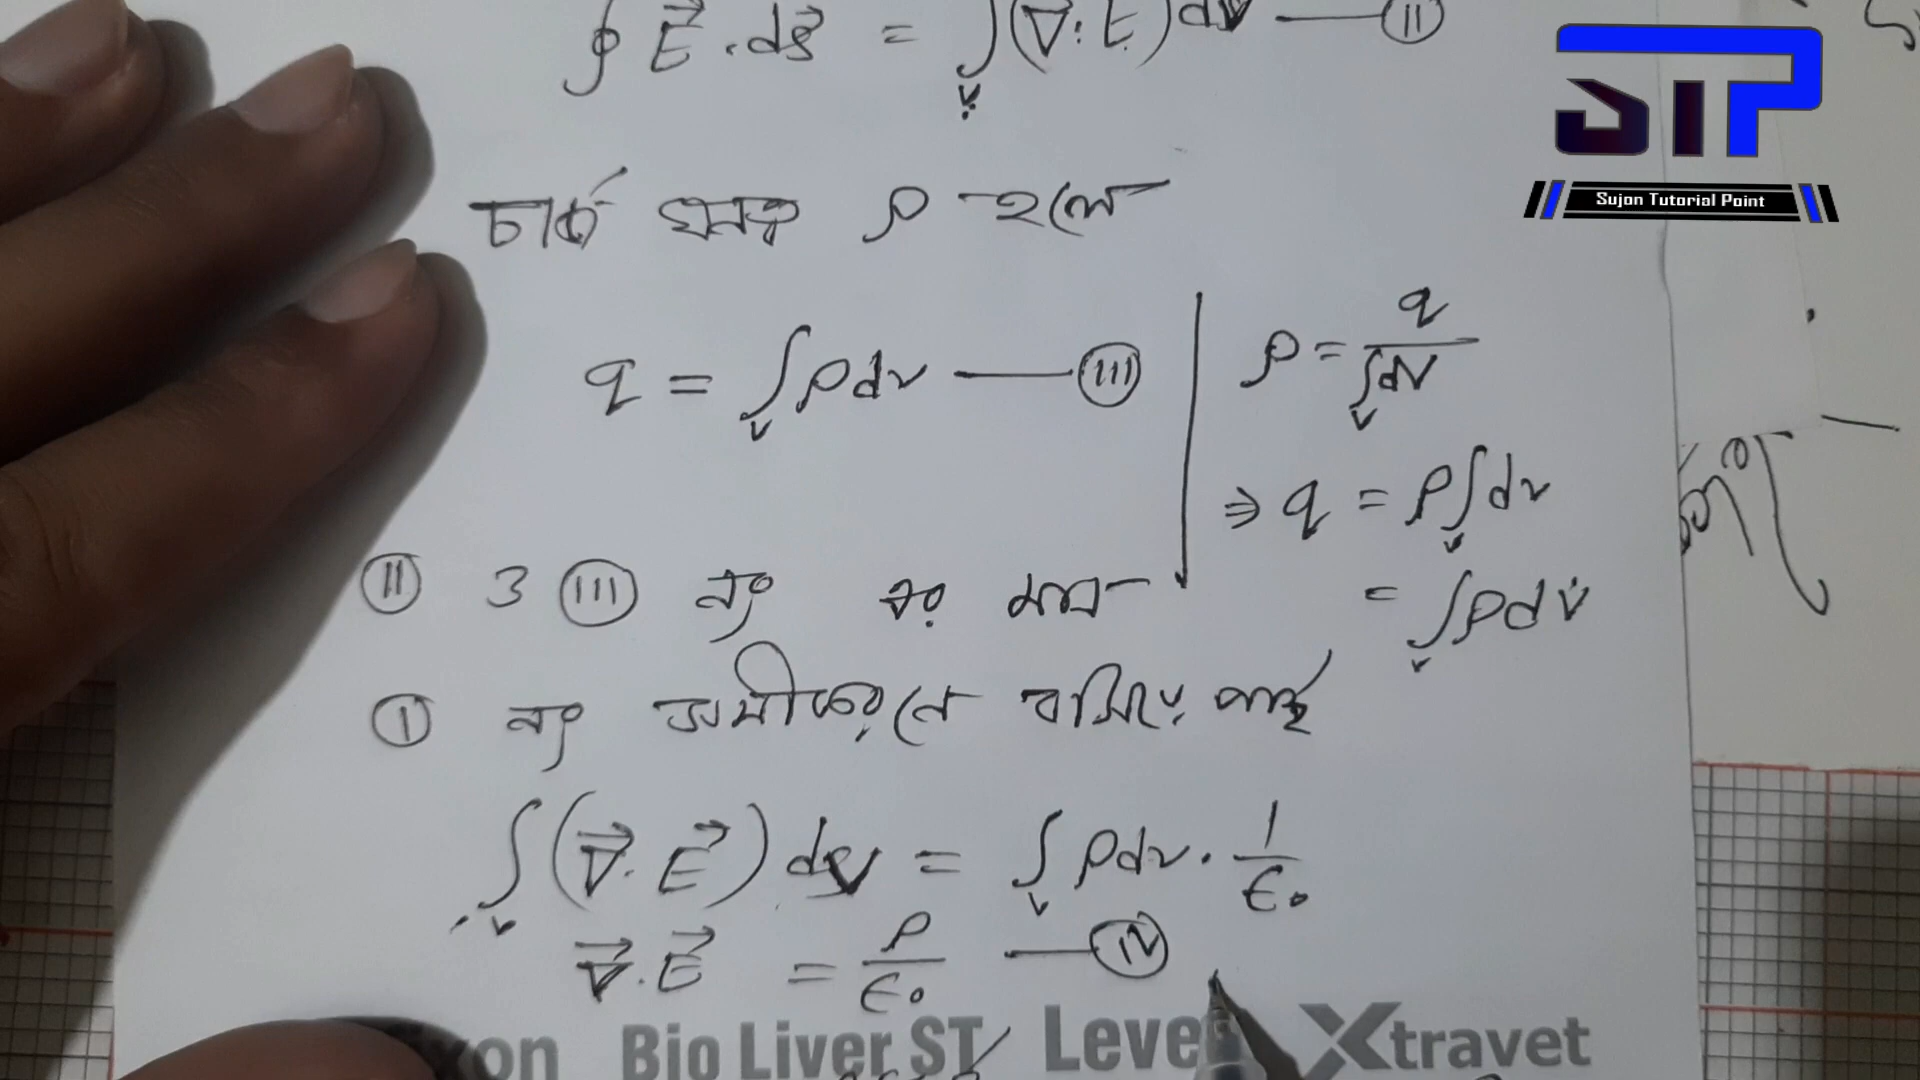 ∮ E⃗ . ds⃗ = ∫ᵥ (∇⃗ . E⃗) dv — (II)
STP
Sujon Tutorial Point
চার্জ ঘনত্ব ρ হলে
q = ∫ᵥ ρdv — (III)
ρ = q / ∫ᵥ dV
⇒ q = ρ ∫ᵥ dv
= ∫ᵥ ρdv
(II) ও (III) নং এর মান
(I) নং সমীকরণে বসিয়ে পাই
∫ᵥ (∇⃗ . E⃗) dv = ∫ᵥ ρdv . 1/ε₀
∇⃗ . E⃗ = ρ/ε₀ — (IV)
Bio Liver ST Xtravet